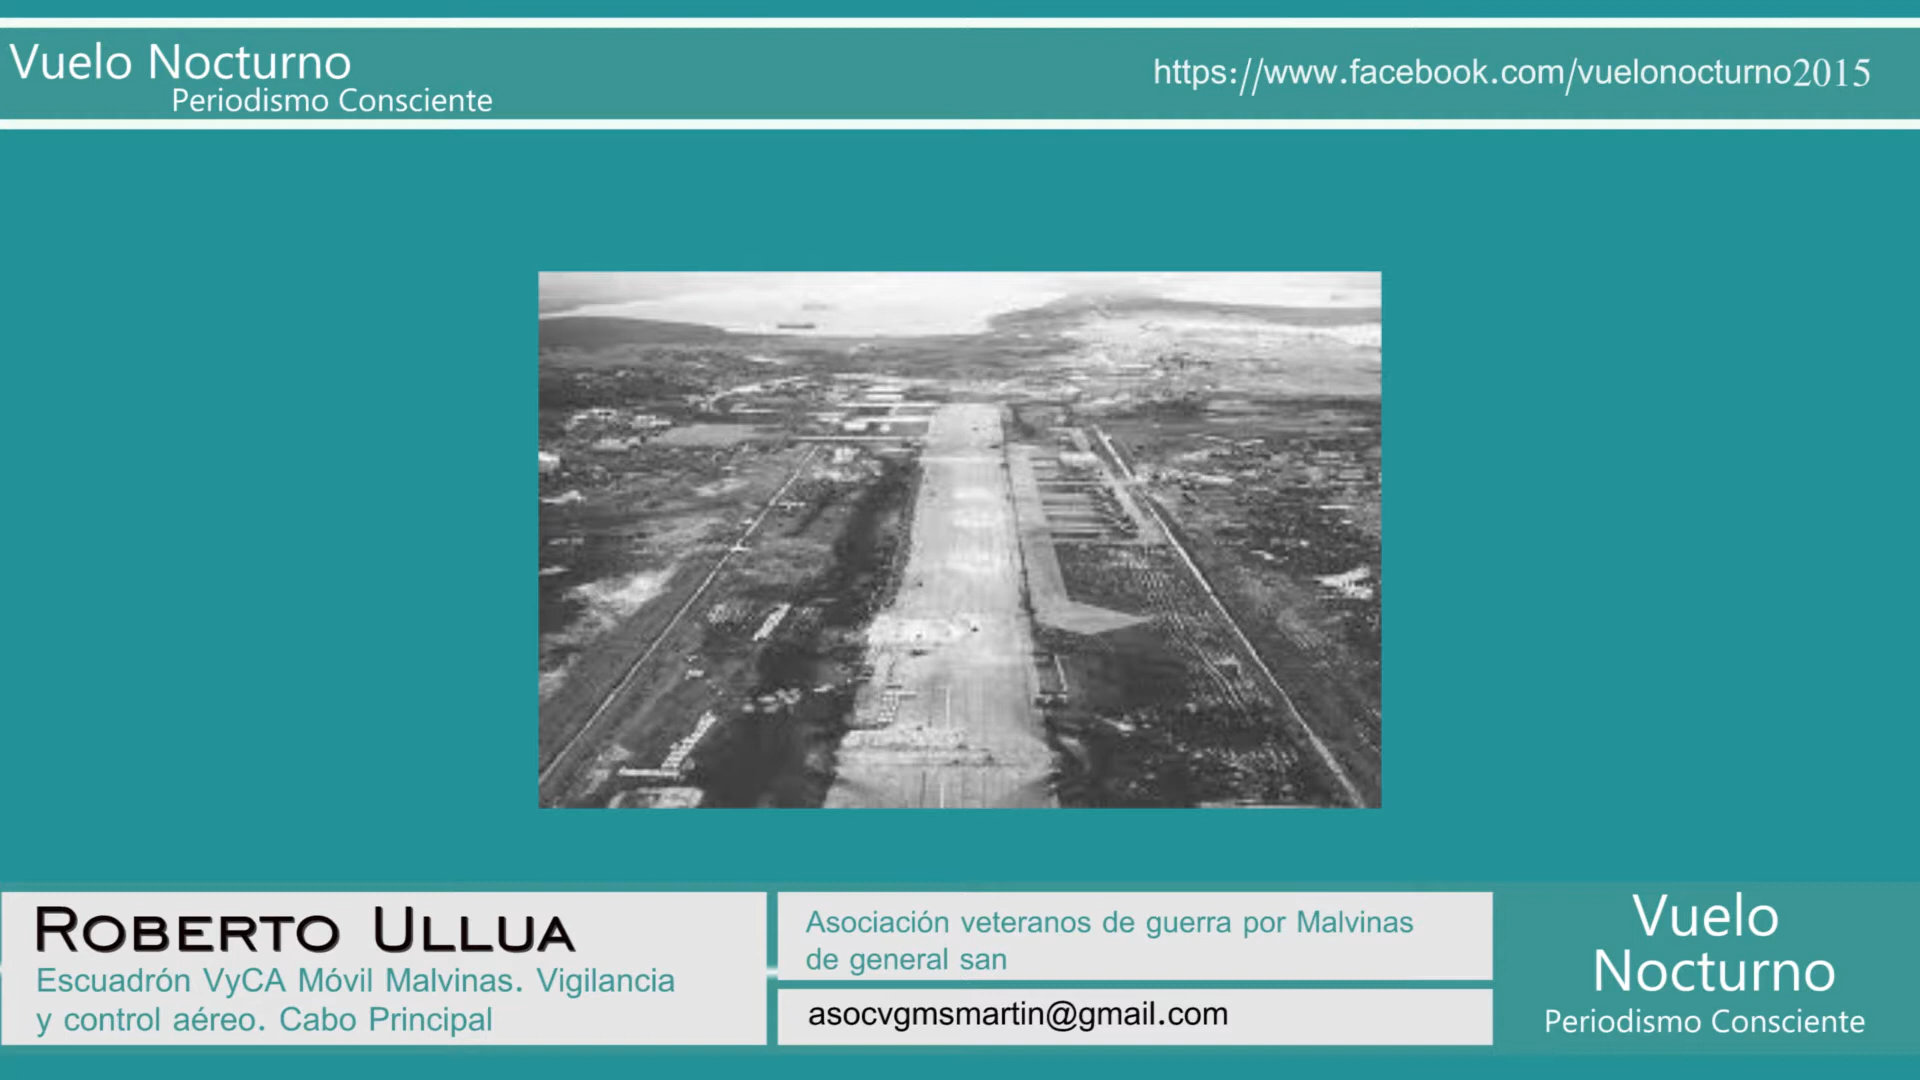 Vuelo Nocturno
Periodismo Consciente
https://www.facebook.com/vuelonocturno2015
ROBERTO ULLUA
Escuadrón VyCA Móvil Malvinas. Vigilancia
y control aéreo. Cabo Principal
Asociación veteranos de guerra por Malvinas
de general san
asocvgmsmartin@gmail.com
Vuelo
Nocturno
Periodismo Consciente